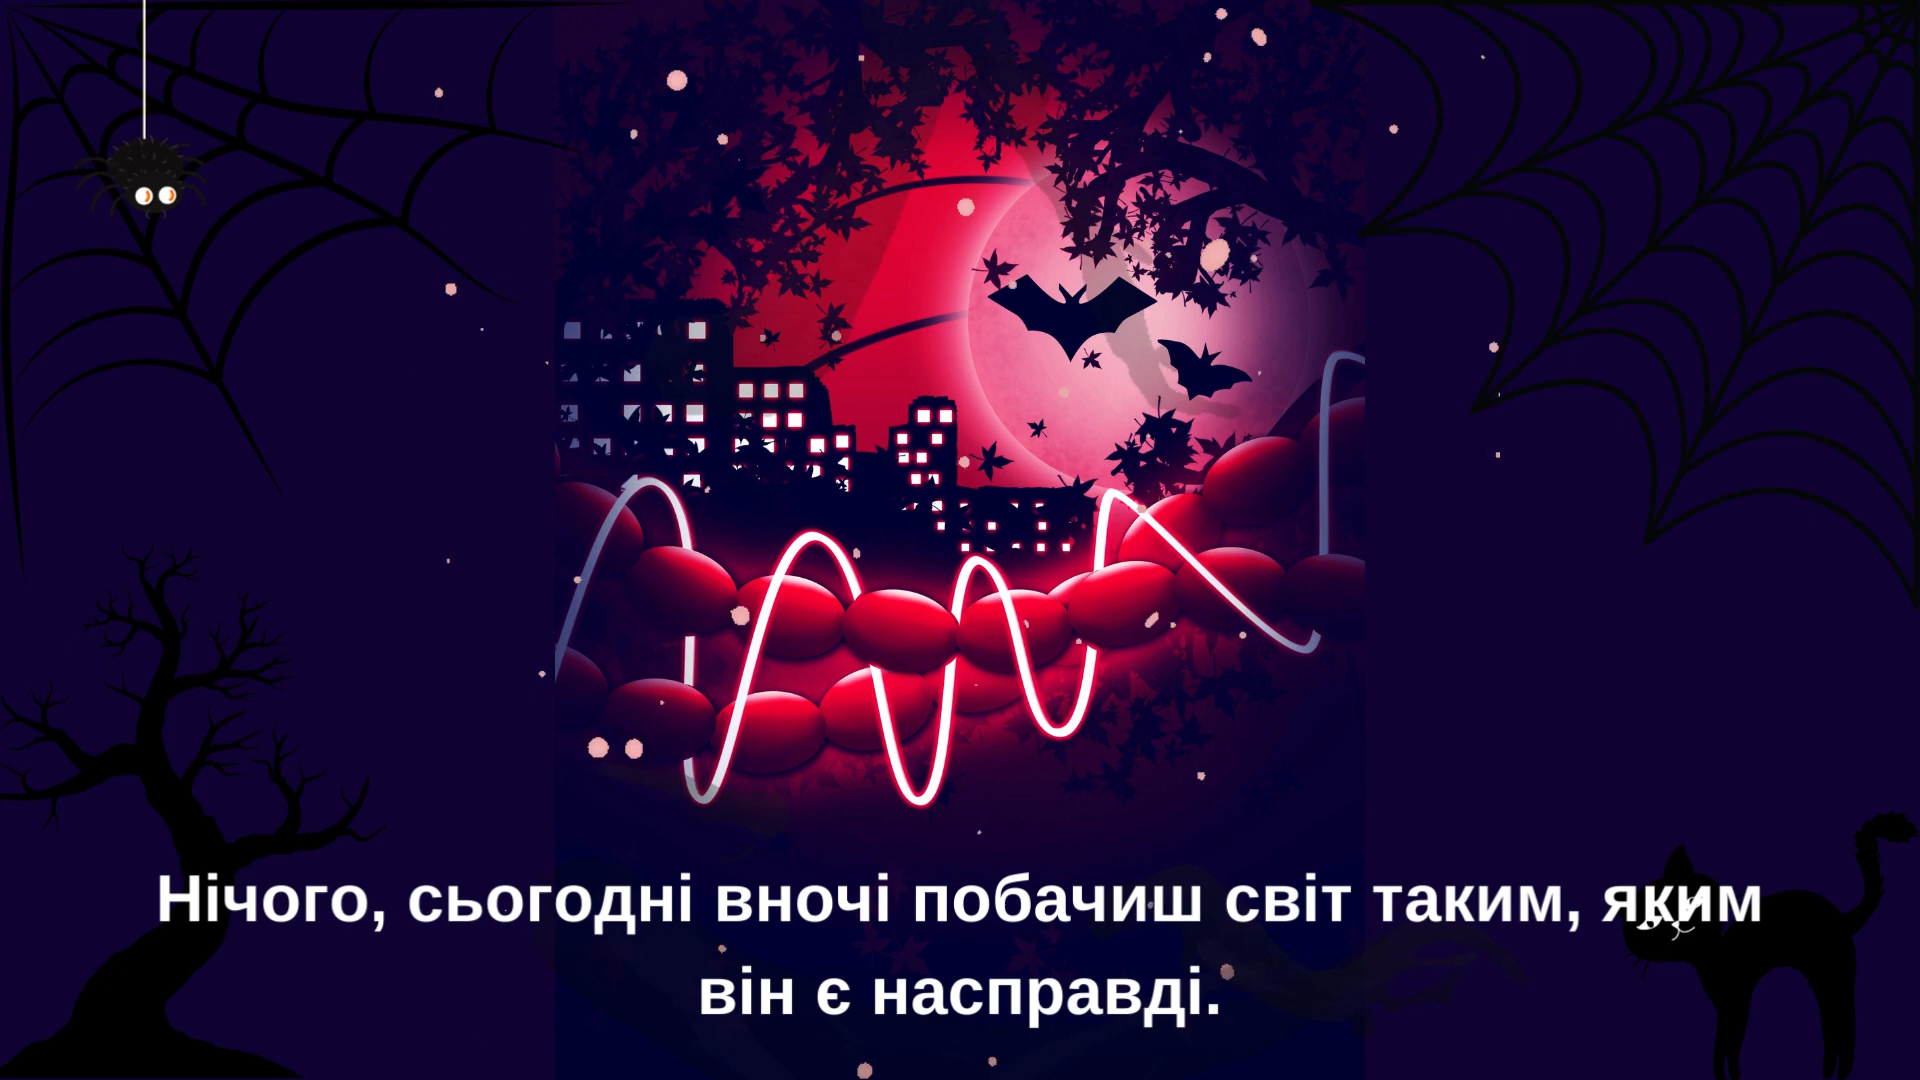 Нічого, сьогодні вночі побачиш світ таким, яким
він є насправді.